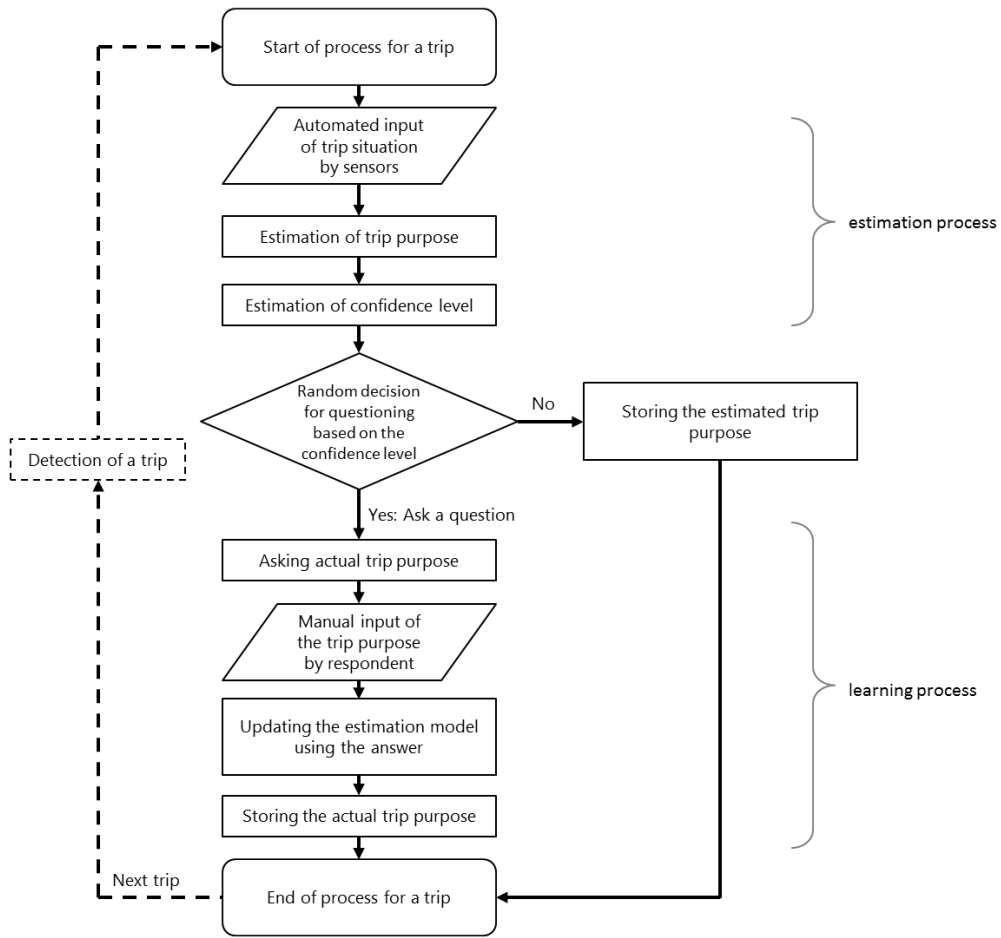 Start of process for a trip
Automated input
of trip situation
by sensors
estimation process
Estimation of trip purpose
Estimation of confidence level
Random decision
for questioning
based on the
confidence level
No
Storing the estimated trip
purpose
Detection of a trip
Yes: Ask a question
Asking actual trip purpose
Manual input of
the trip purpose
by respondent
learning process
Updating the estimation model
using the answer
Storing the actual trip purpose
Next trip
End of process for a trip